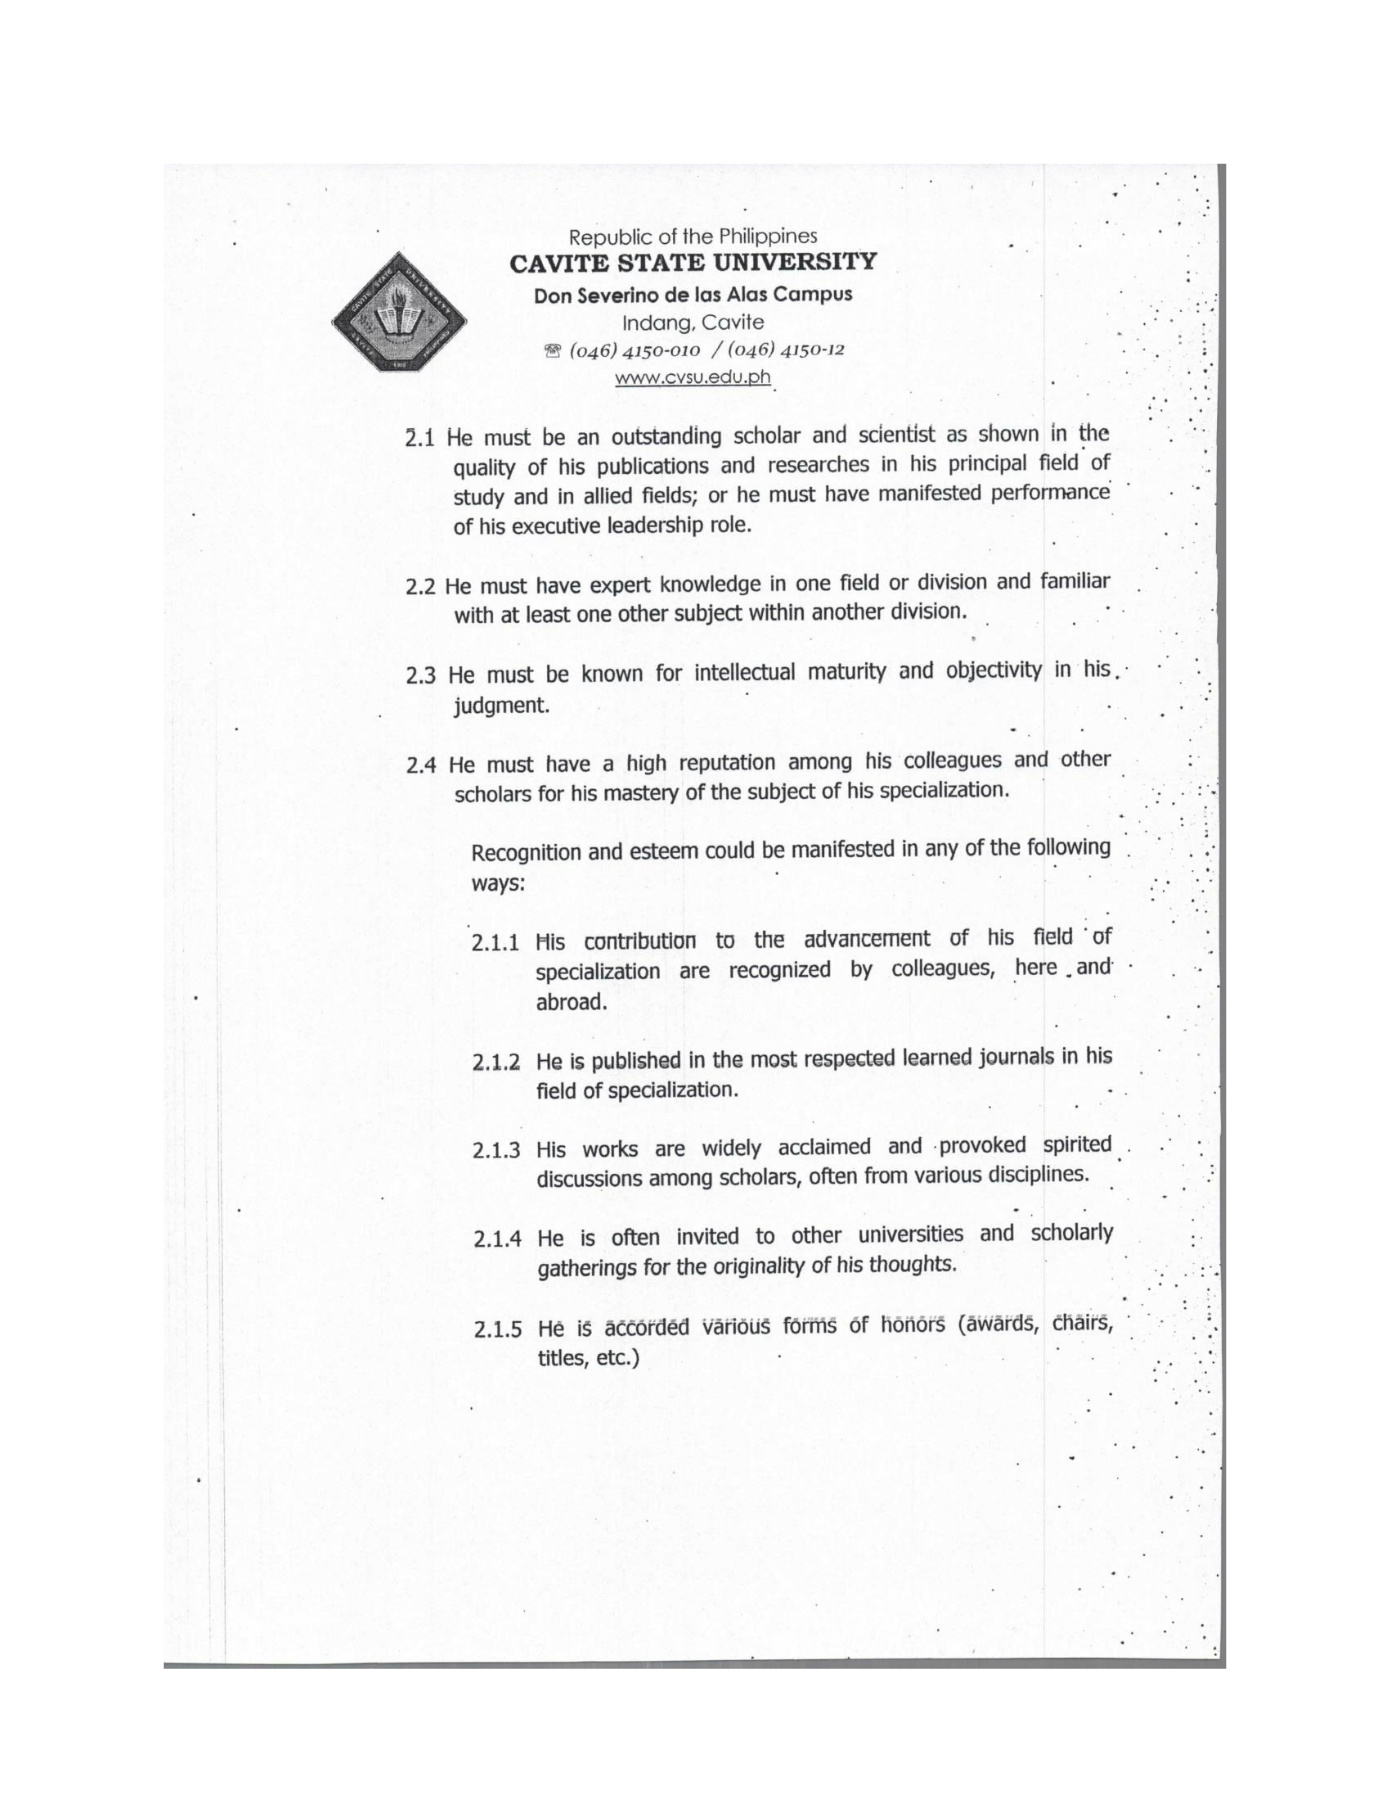 Republic of the Philippines
CAVITE STATE UNIVERSITY
Don Severino de las Alas Campus
Indang, Cavite
☏ (046) 4150-010 / (046) 4150-12
www.cvsu.edu.ph
CAVITE STATE UNIVERSITY
2.1 He must be an outstanding scholar and scientist as shown in the
quality of his publications and researches in his principal field of
study and in allied fields; or he must have manifested performance
of his executive leadership role.
2.2 He must have expert knowledge in one field or division and familiar
with at least one other subject within another division.
2.3 He must be known for intellectual maturity and objectivity in his
judgment.
2.4 He must have a high reputation among his colleagues and other
scholars for his mastery of the subject of his specialization.
Recognition and esteem could be manifested in any of the following
ways:
2.1.1 His contribution to the advancement of his field of
specialization are recognized by colleagues, here and
abroad.
2.1.2 He is published in the most respected learned journals in his
field of specialization.
2.1.3 His works are widely acclaimed and provoked spirited
discussions among scholars, often from various disciplines.
2.1.4 He is often invited to other universities and scholarly
gatherings for the originality of his thoughts.
2.1.5 He is accorded various forms of honors (awards, chairs,
titles, etc.)